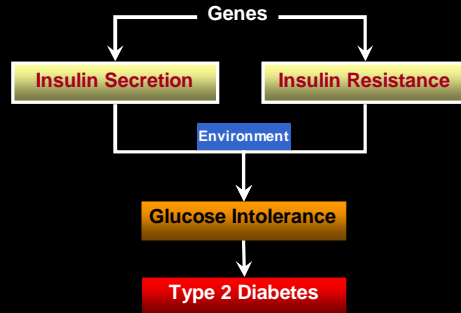 Genes
Insulin Secretion
Insulin Resistance
Environment
Glucose Intolerance
Type 2 Diabetes